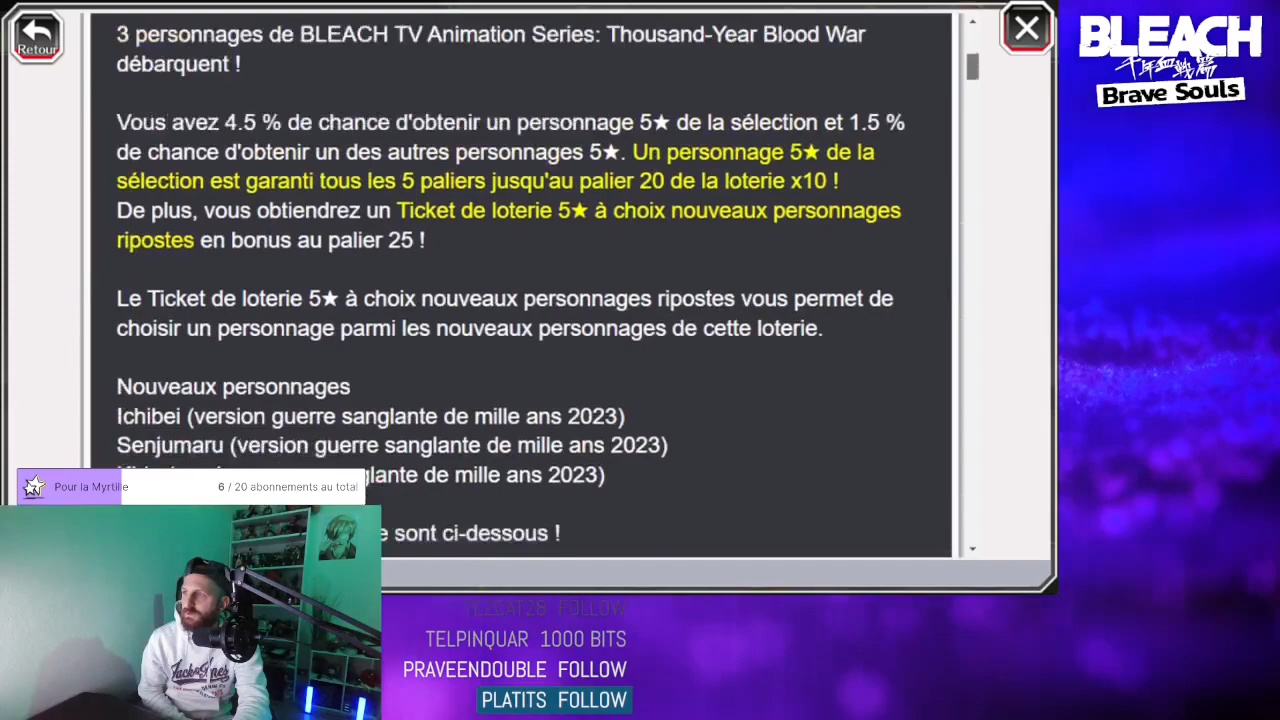 Retour
3 personnages de BLEACH TV Animation Series: Thousand-Year Blood War
débarquent !
Vous avez 4.5 % de chance d'obtenir un personnage 5★ de la sélection et 1.5 %
de chance d'obtenir un des autres personnages 5★. Un personnage 5★ de la
sélection est garanti tous les 5 paliers jusqu'au palier 20 de la loterie x10 !
De plus, vous obtiendrez un Ticket de loterie 5★ à choix nouveaux personnages
ripostes en bonus au palier 25 !
Le Ticket de loterie 5★ à choix nouveaux personnages ripostes vous permet de
choisir un personnage parmi les nouveaux personnages de cette loterie.
Nouveaux personnages
Ichibei (version guerre sanglante de mille ans 2023)
Senjumaru (version guerre sanglante de mille ans 2023)
glante de mille ans 2023)
e sont ci-dessous !
Pour la Myrtille
6 / 20 abonnements au total
BLEACH
千年血戦篇
Brave Souls
FOLLOW
TELPINQUAR 1000 BITS
PRAVEENDOUBLE FOLLOW
PLATITS FOLLOW